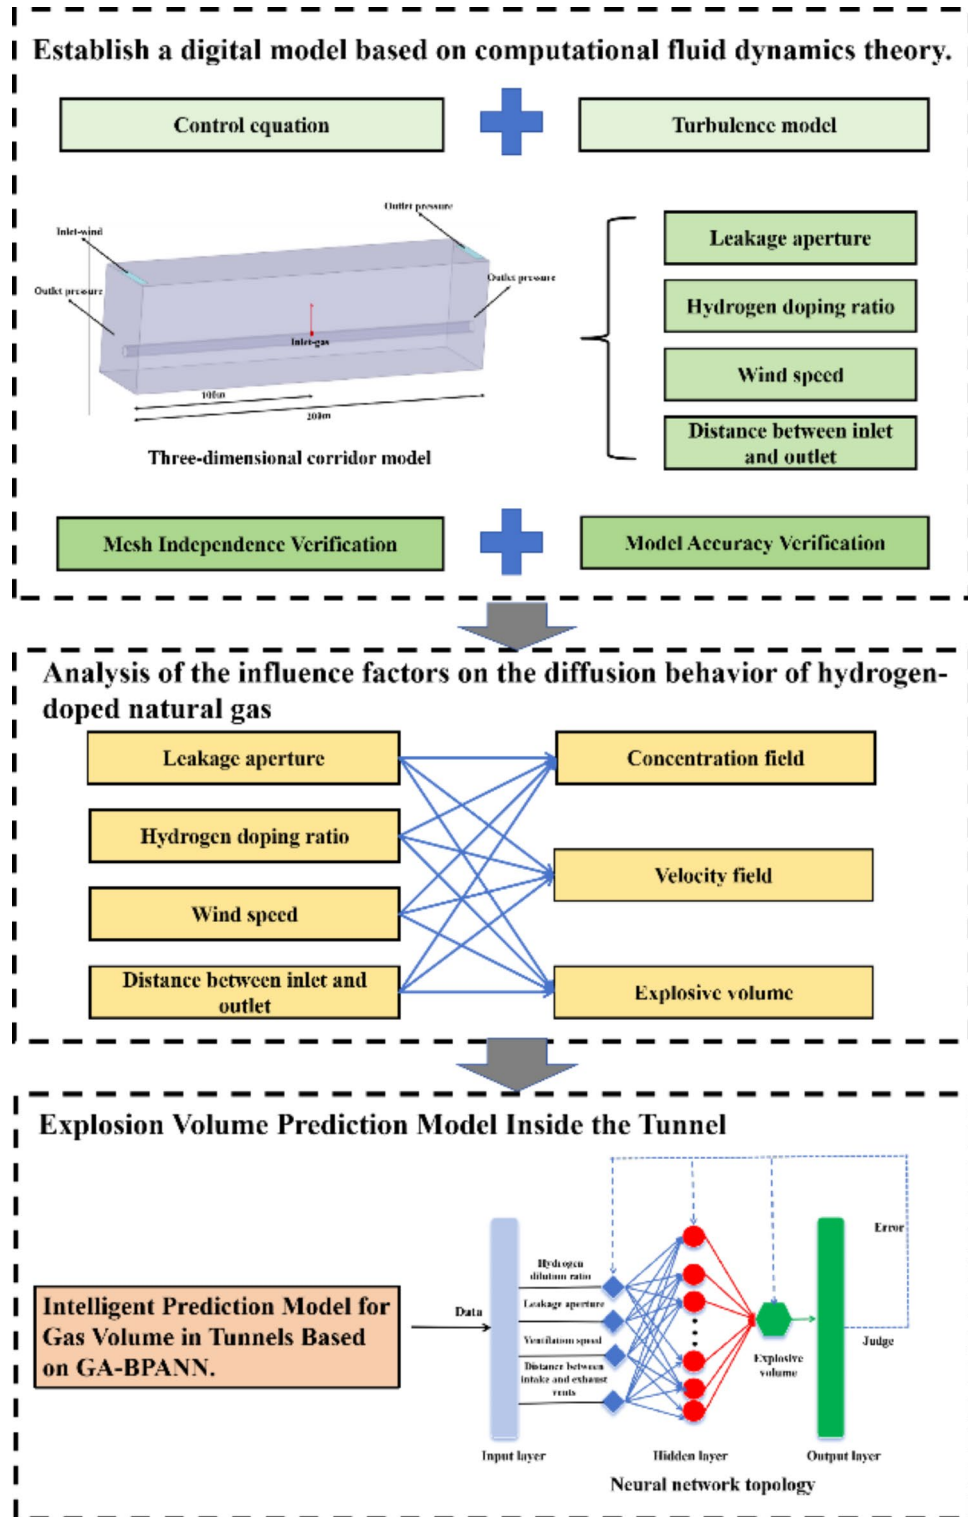 Establish a digital model based on computational fluid dynamics theory.
Control equation
Turbulence model
Outlet pressure
Inlet-wind
Outlet pressure
Outlet pressure
Inlet-gas
100m
200m
Three-dimensional corridor model
Leakage aperture
Hydrogen doping ratio
Wind speed
Distance between inlet
and outlet
Mesh Independence Verification
Model Accuracy Verification
Analysis of the influence factors on the diffusion behavior of hydrogen-
doped natural gas
Leakage aperture
Hydrogen doping ratio
Wind speed
Distance between inlet and
outlet
Concentration field
Velocity field
Explosive volume
Explosion Volume Prediction Model Inside the Tunnel
Intelligent Prediction Model for
Gas Volume in Tunnels Based
on GA-BPANN.
Data
Hydrogen
dilution ratio
Leakage aperture
Ventilation speed
Distance between
intake and exhaust
vents
Explosive
volume
Error
Judge
Input layer
Hidden layer
Output layer
Neural network topology